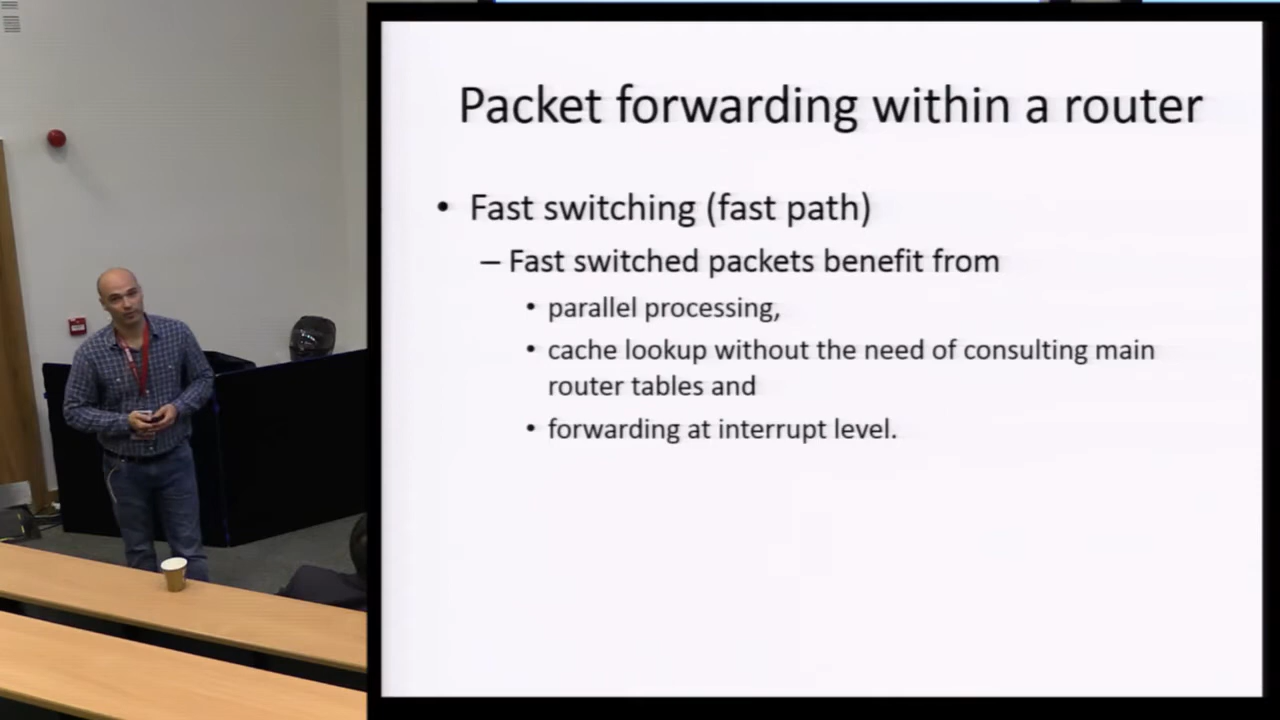 Packet forwarding within a router
• Fast switching (fast path)
– Fast switched packets benefit from
• parallel processing,
• cache lookup without the need of consulting main
router tables and
• forwarding at interrupt level.